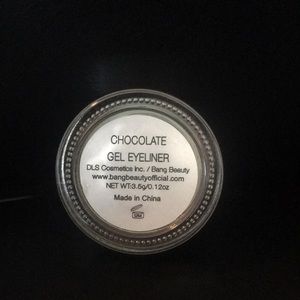 CHOCOLATE
GEL EYELINER
DLS Cosmetics Inc. / Bang Beauty
www.bangbeautyofficial.com
NET WT:3.5g/0.12oz
Made in China